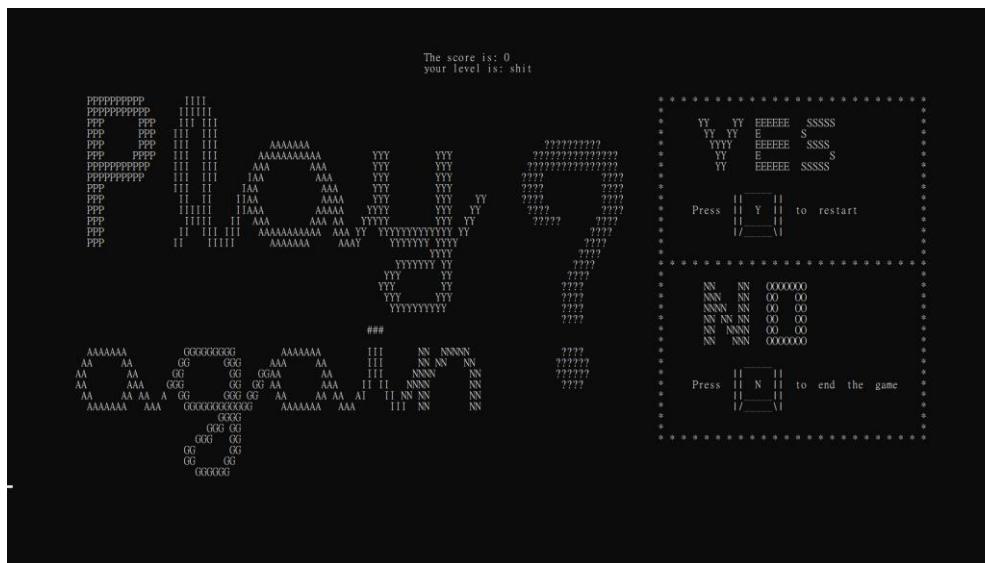 The score is: 0
your level is: shit
Play
again
?
YES
Press Y to restart
NO
Press N to end the game